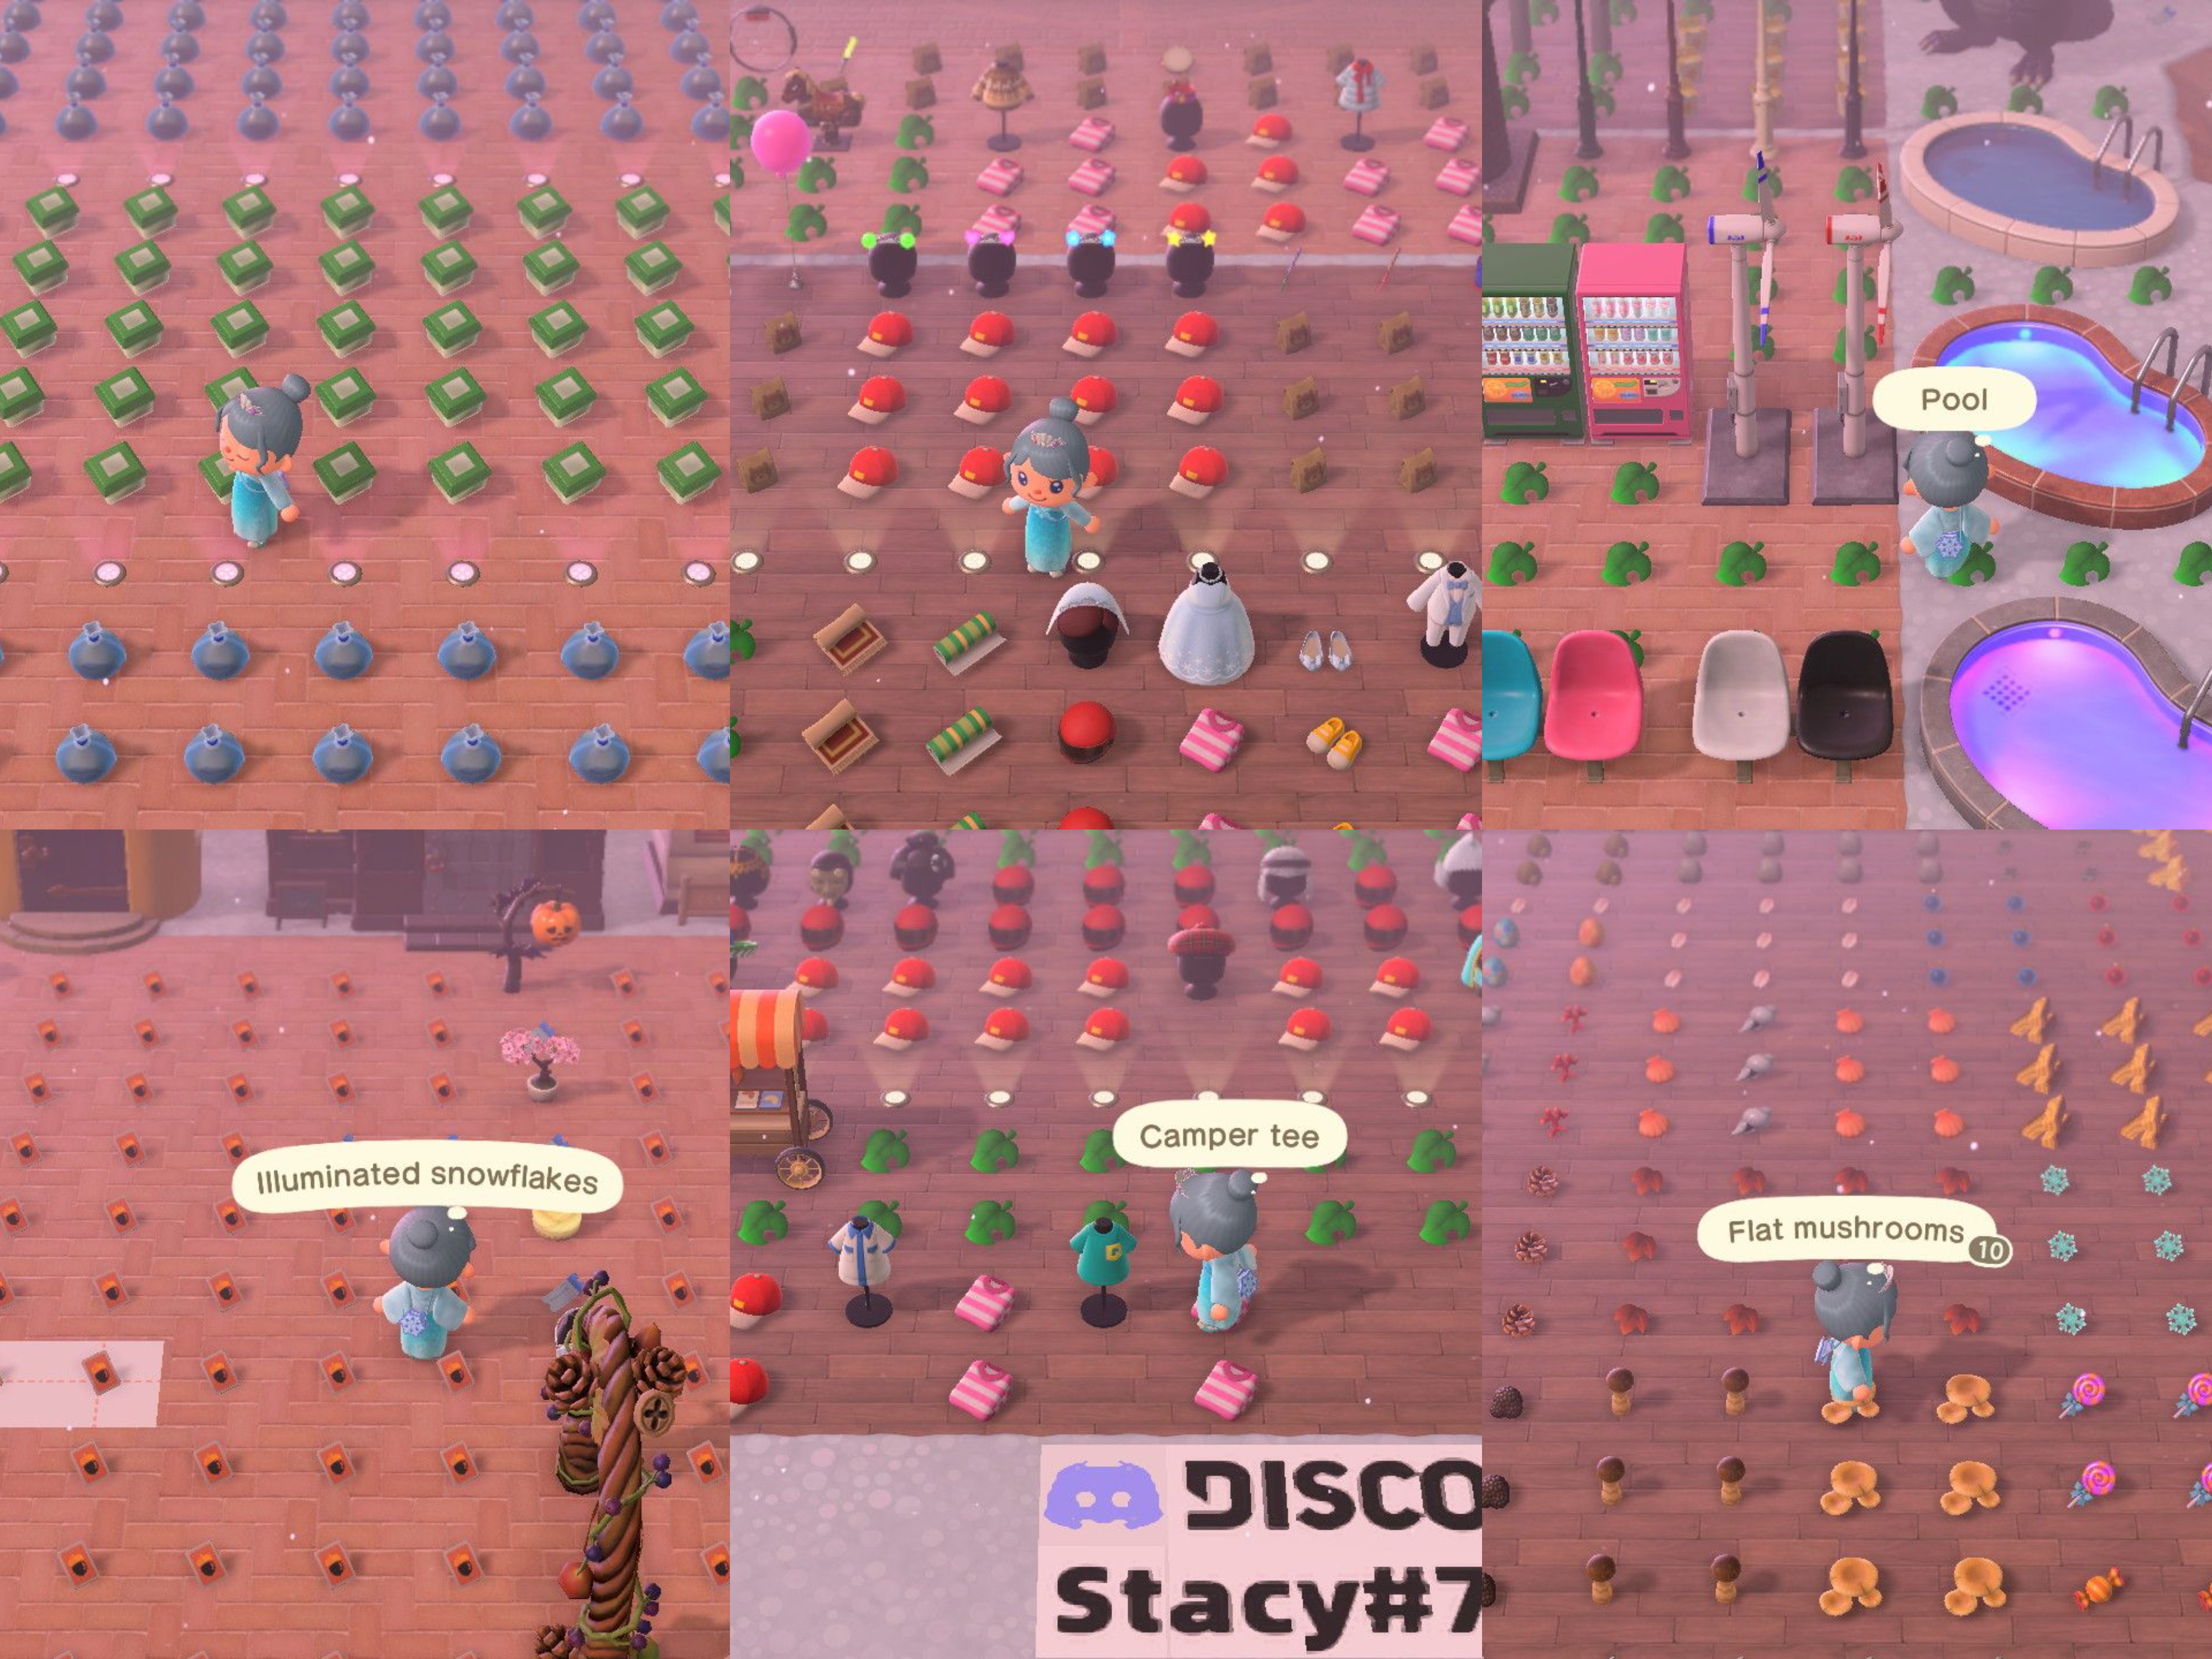 Pool
Illuminated snowflakes
Camper tee
Flat mushrooms
10
DISCO
Stacy#7